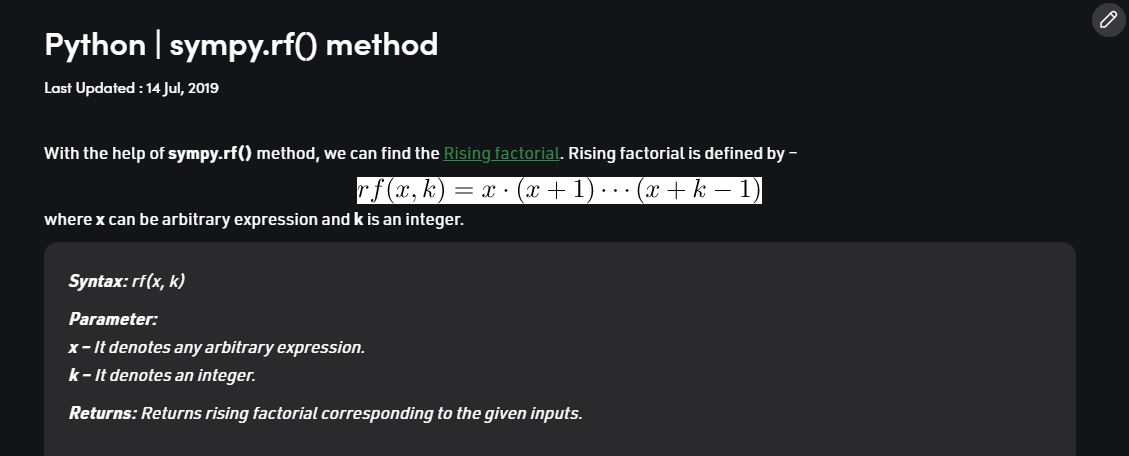 Python | sympy.rf() method
Last Updated : 14 Jul, 2019
With the help of sympy.rf() method, we can find the Rising factorial. Rising factorial is defined by –
rf(x, k) = x · (x + 1) · · · (x + k − 1)
where x can be arbitrary expression and k is an integer.
Syntax: rf(x, k)
Parameter:
x – It denotes any arbitrary expression.
k – It denotes an integer.
Returns: Returns rising factorial corresponding to the given inputs.